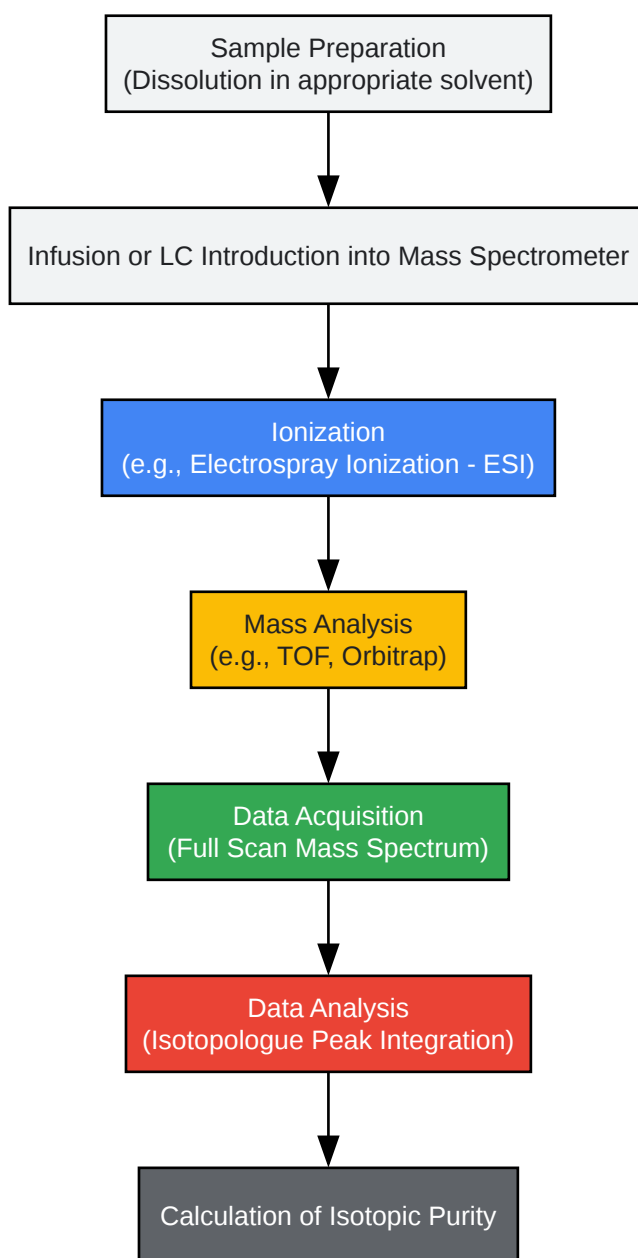 Sample Preparation
(Dissolution in appropriate solvent)
Infusion or LC Introduction into Mass Spectrometer
Ionization
(e.g., Electrospray Ionization - ESI)
Mass Analysis
(e.g., TOF, Orbitrap)
Data Acquisition
(Full Scan Mass Spectrum)
Data Analysis
(Isotopologue Peak Integration)
Calculation of Isotopic Purity